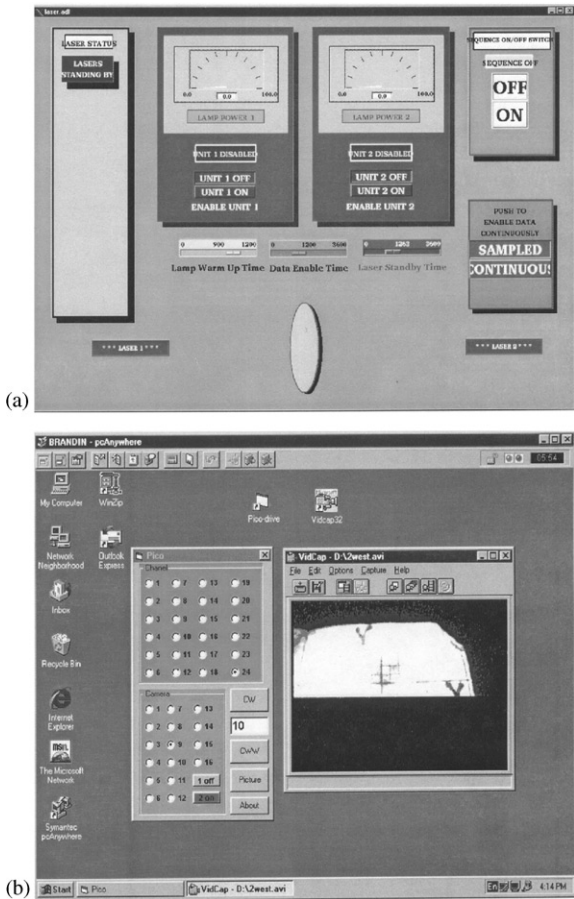 laser.adl
LASER STATUS
LASERS
STANDING BY
0.0 0.0 100.0
LAMP POWER 1
UNIT 1 DISABLED
UNIT 1 OFF
UNIT 1 ON
ENABLE UNIT 1
0.0 0.0 100.0
LAMP POWER 2
UNIT 2 DISABLED
UNIT 2 OFF
UNIT 2 ON
ENABLE UNIT 2
SEQUENCE ON/OFF SWITCH
SEQUENCE OFF
OFF
ON
PUSH TO
ENABLE DATA
CONTINUOUSLY
SAMPLED
CONTINUOUS
0 900 1200
Lamp Warm Up Time
0 1200 3600
Data Enable Time
0 1262 3600
Laser Standby Time
*** LASER 1 ***
*** LASER 2 ***
(a)
BRANDIN - pcAnywhere
05:54
My Computer
WinZip
Network
Neighborhood
Outlook
Express
Inbox
Recycle Bin
Internet
Explorer
The Microsoft
Network
Symantec
pcAnywhere
Pico-drive
Vidcap32
Pico
Chanel
1 7 13 19
2 8 14 20
3 9 15 21
4 10 16 22
5 11 17 23
6 12 18 24
Camera
1 7 13
2 8 14
3 9 15
4 10 16
5 11 1 off
6 12 2 on
CW
10
CWW
Picture
About
VidCap - D:\2west.avi
File Edit Options Capture Help
Start
Pico
VidCap - D:\2west.avi
En
4:14 PM
(b)